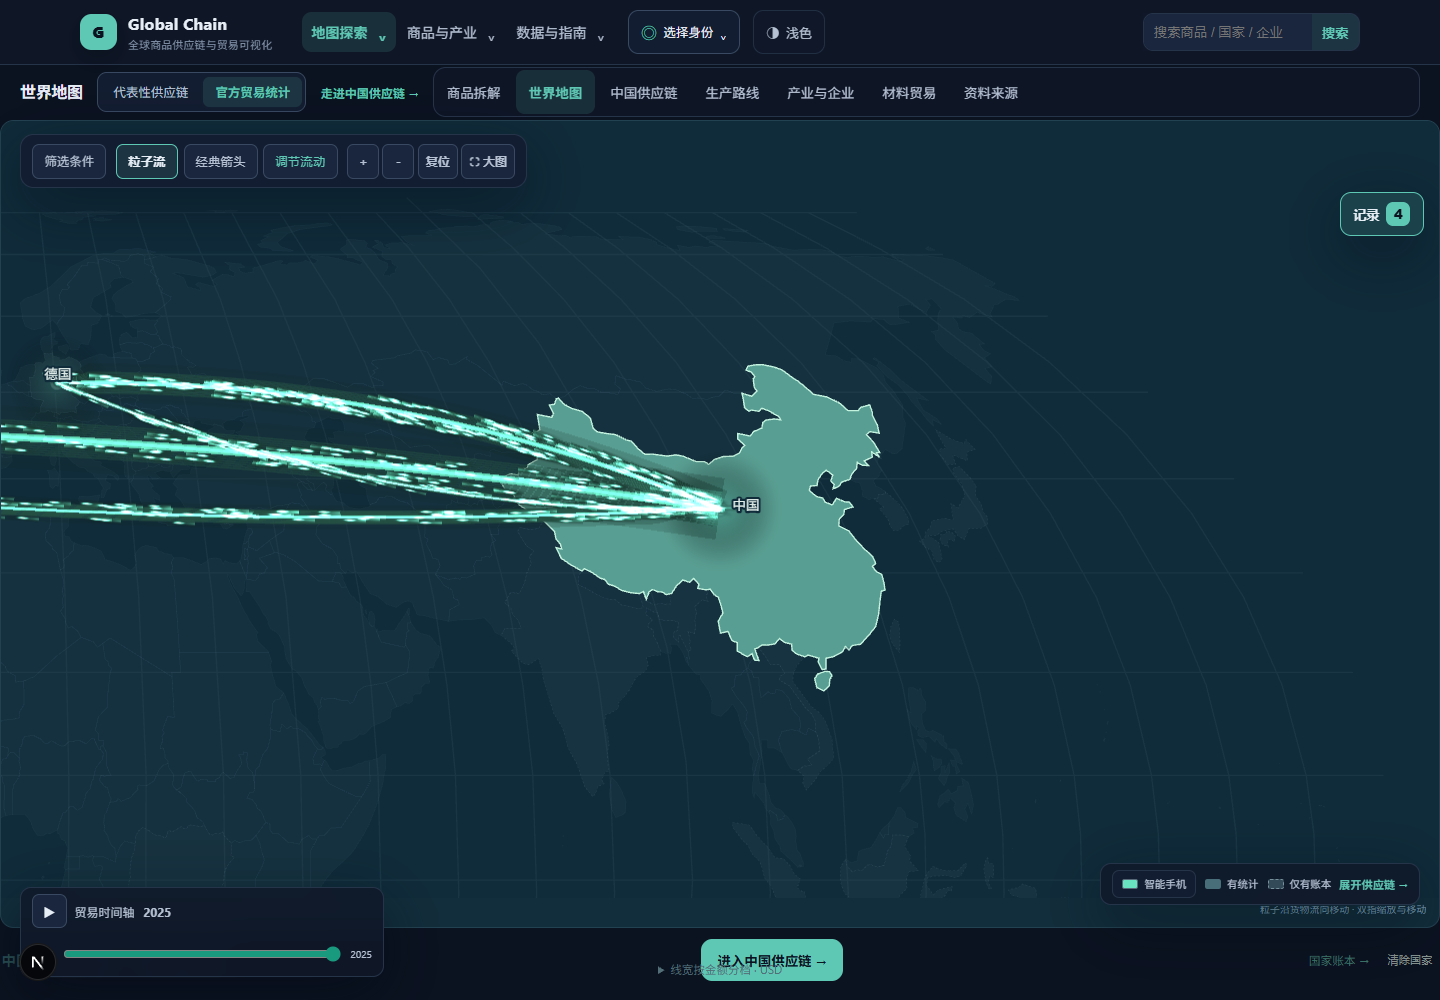 G
Global Chain
全球商品供应链与贸易可视化
地图探索
商品与产业
数据与指南
选择身份
浅色
搜索商品 / 国家 / 企业
搜索
世界地图
代表性供应链
官方贸易统计
走进中国供应链 →
商品拆解
世界地图
中国供应链
生产路线
产业与企业
材料贸易
资料来源
筛选条件
粒子流
经典箭头
调节流动
+
-
复位
大图
记录 4
德国
中国
智能手机
有统计
仅有账本
展开供应链 →
粒子沿货物流向移动 · 双指缩放与移动
贸易时间轴 2025
2025
N
进入中国供应链 →
线宽按金额分档 · USD
国家账本 →
清除国家